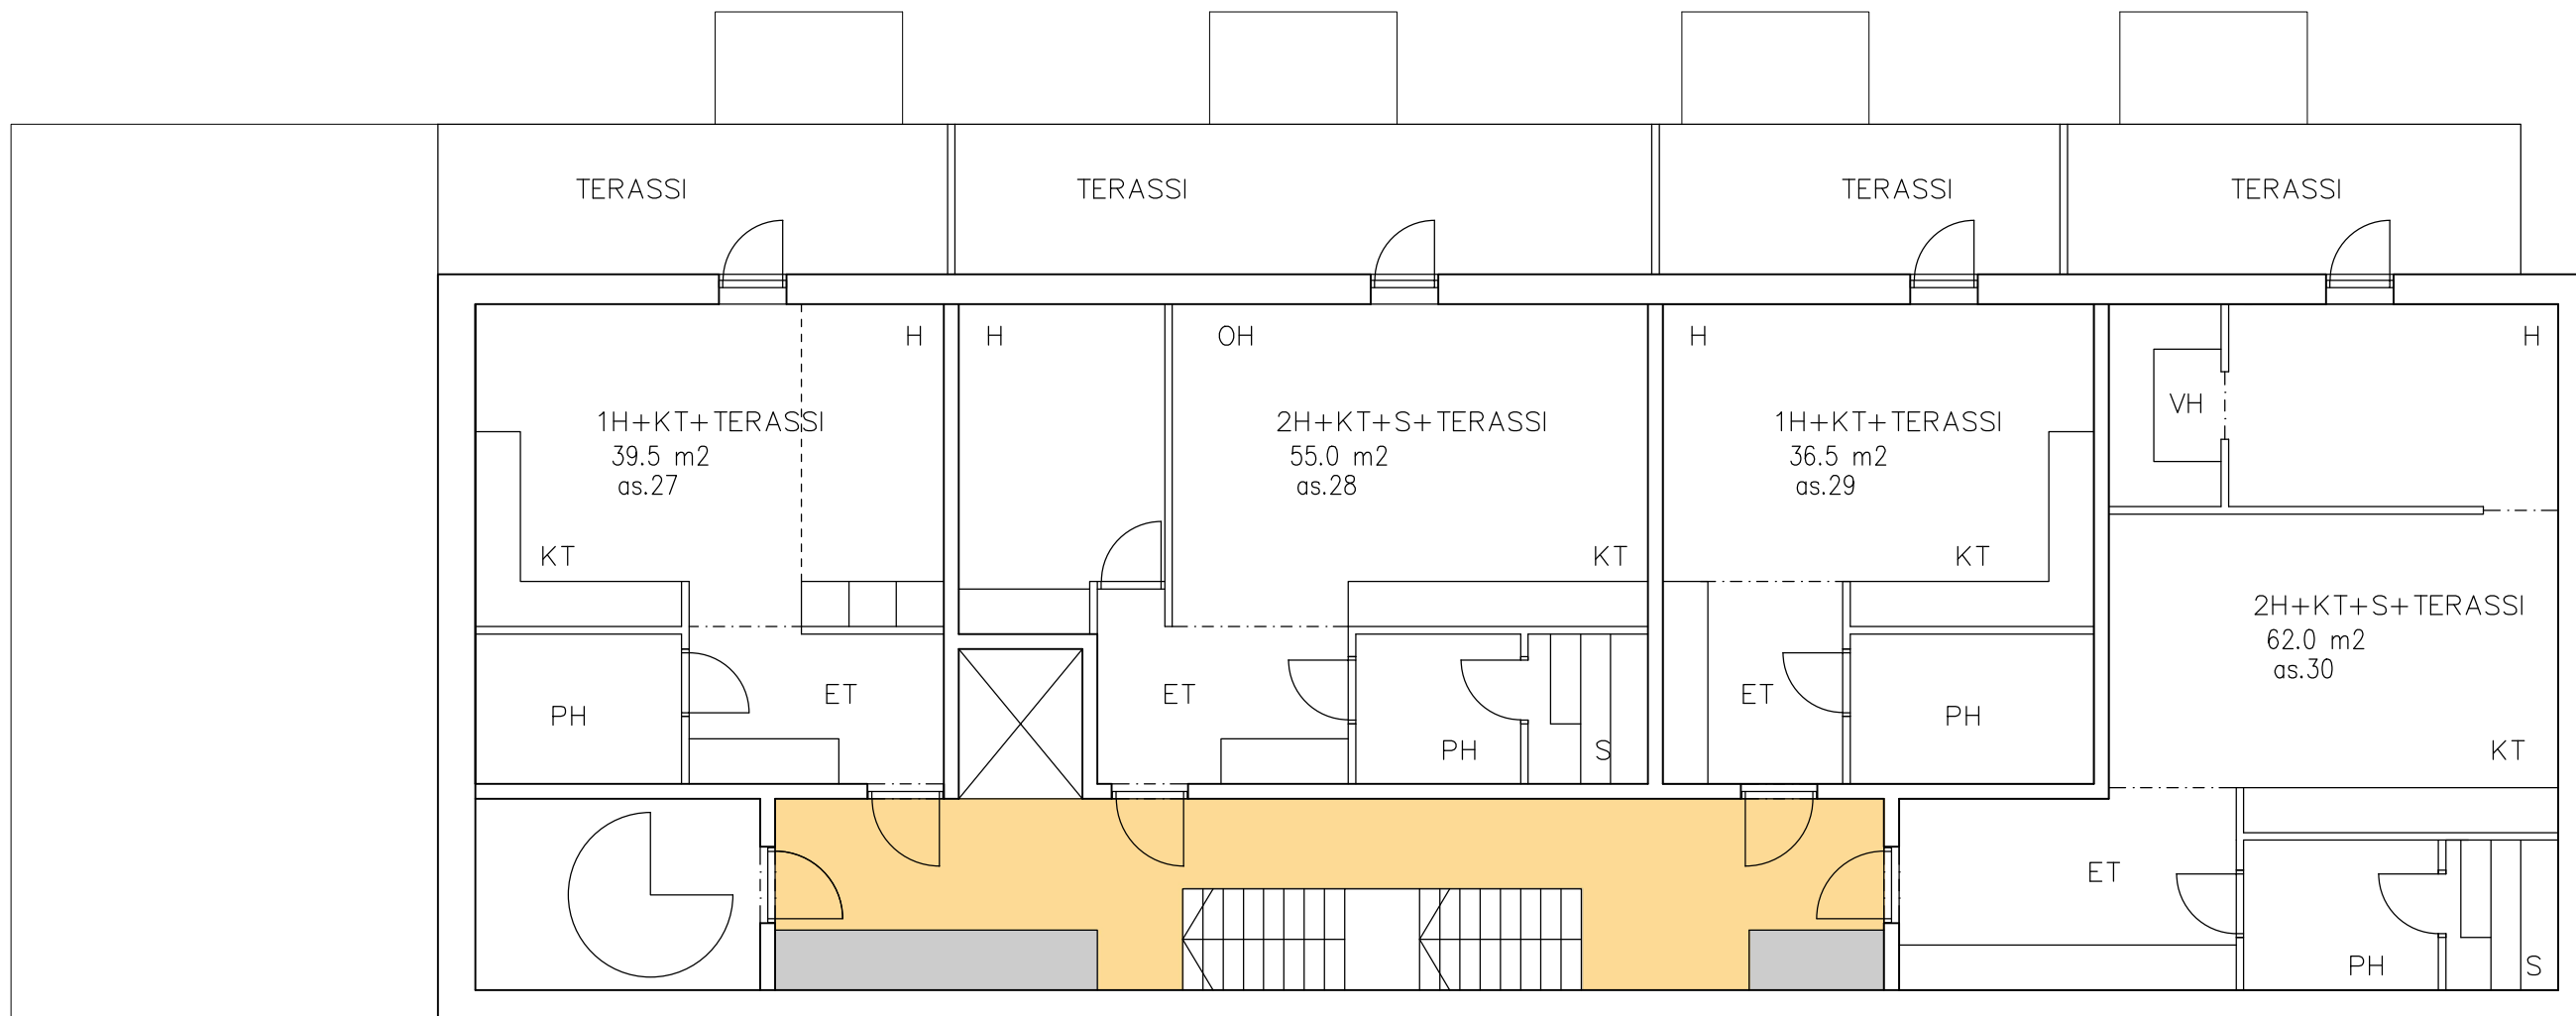 TERASSI
TERASSI
TERASSI
TERASSI
H
H
OH
H
H
VH
1H+KT+TERASSI
39.5 m2
as.27
2H+KT+S+TERASSI
55.0 m2
as.28
1H+KT+TERASSI
36.5 m2
as.29
KT
KT
KT
2H+KT+S+TERASSI
62.0 m2
as.30
PH
ET
ET
PH
S
ET
PH
KT
ET
PH
S